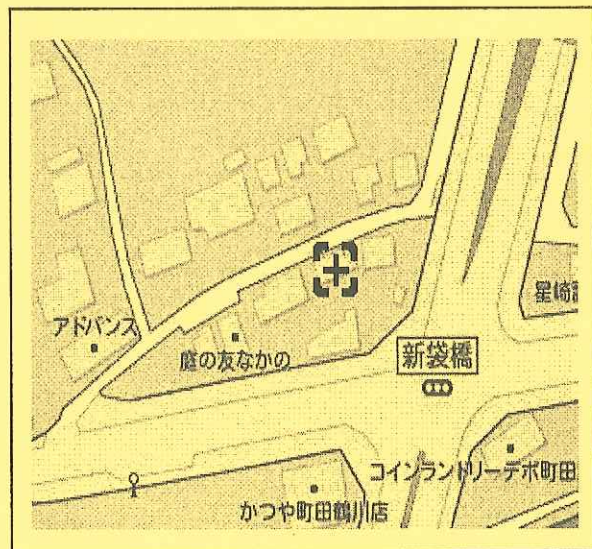 星崎
アドバンス
庭の友なかの
新袋橋
コインランドリーデポ町田
かつや町田鶴川店